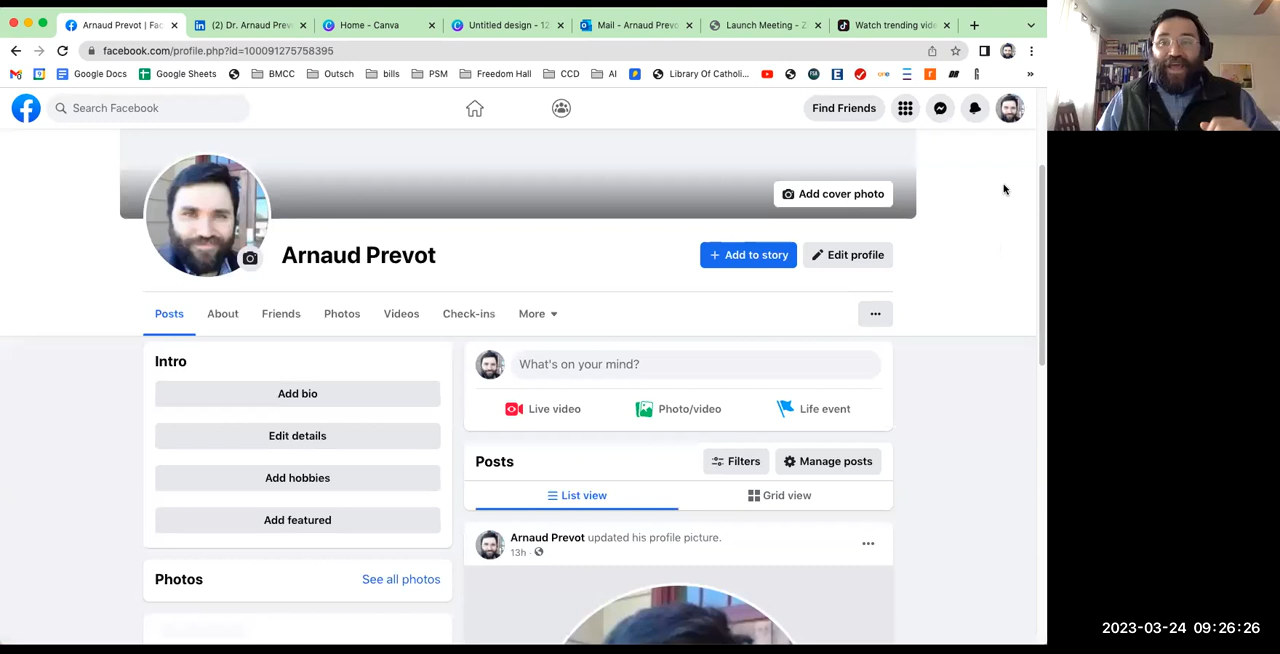 Arnaud Prevot | Fac
(2) Dr. Arnaud Prev
Home - Canva
Untitled design - 12
Mail - Arnaud Prevo
Launch Meeting - Z
Watch trending vide
facebook.com/profile.php?id=100091275758395
Google Docs
Google Sheets
BMCC
Outsch
bills
PSM
Freedom Hall
CCD
AI
Library Of Catholi...
Search Facebook
Find Friends
Add cover photo
Arnaud Prevot
+ Add to story
Edit profile
Posts
About
Friends
Photos
Videos
Check-ins
More
Intro
Add bio
Edit details
Add hobbies
Add featured
Photos
See all photos
What's on your mind?
Live video
Photo/video
Life event
Posts
Filters
Manage posts
List view
Grid view
Arnaud Prevot updated his profile picture.
13h ·
2023-03-24 09:26:26